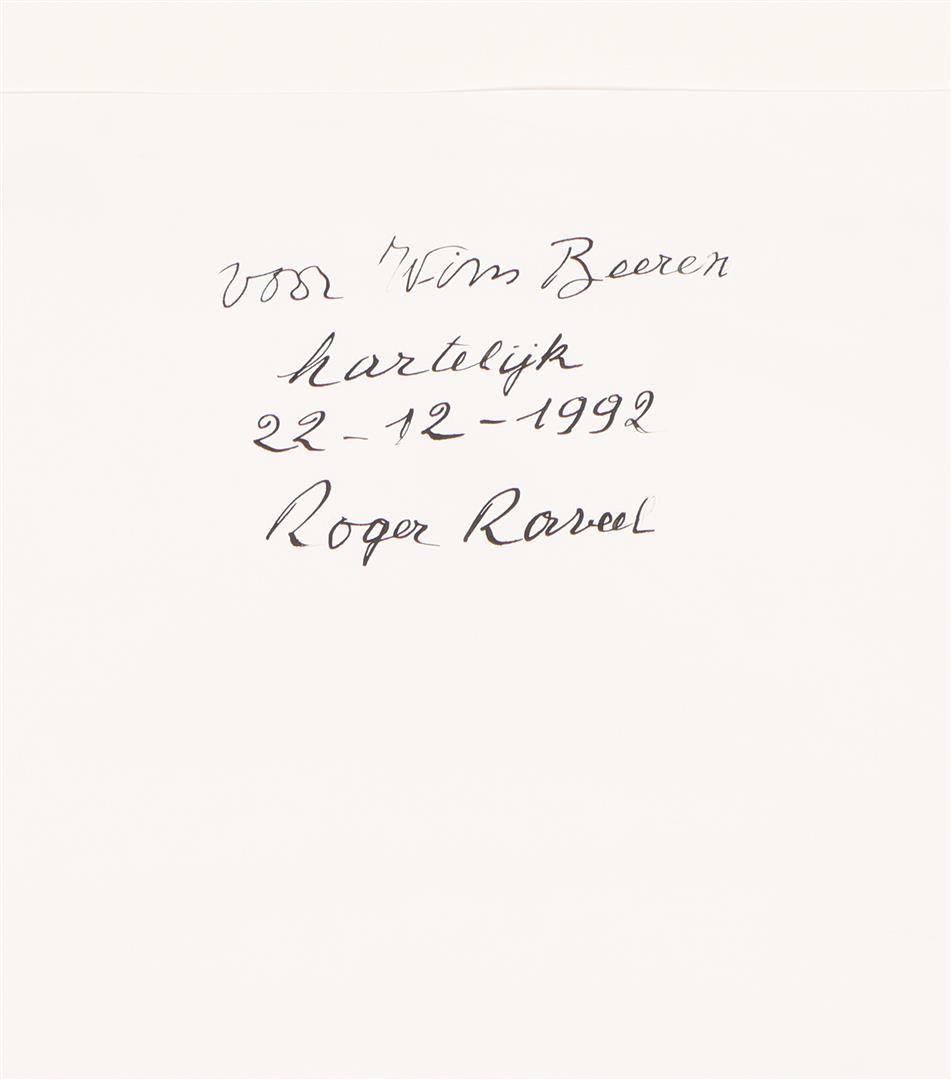 voor Wim Beeren
hartelijk
22-12-1992
Roger Raveel